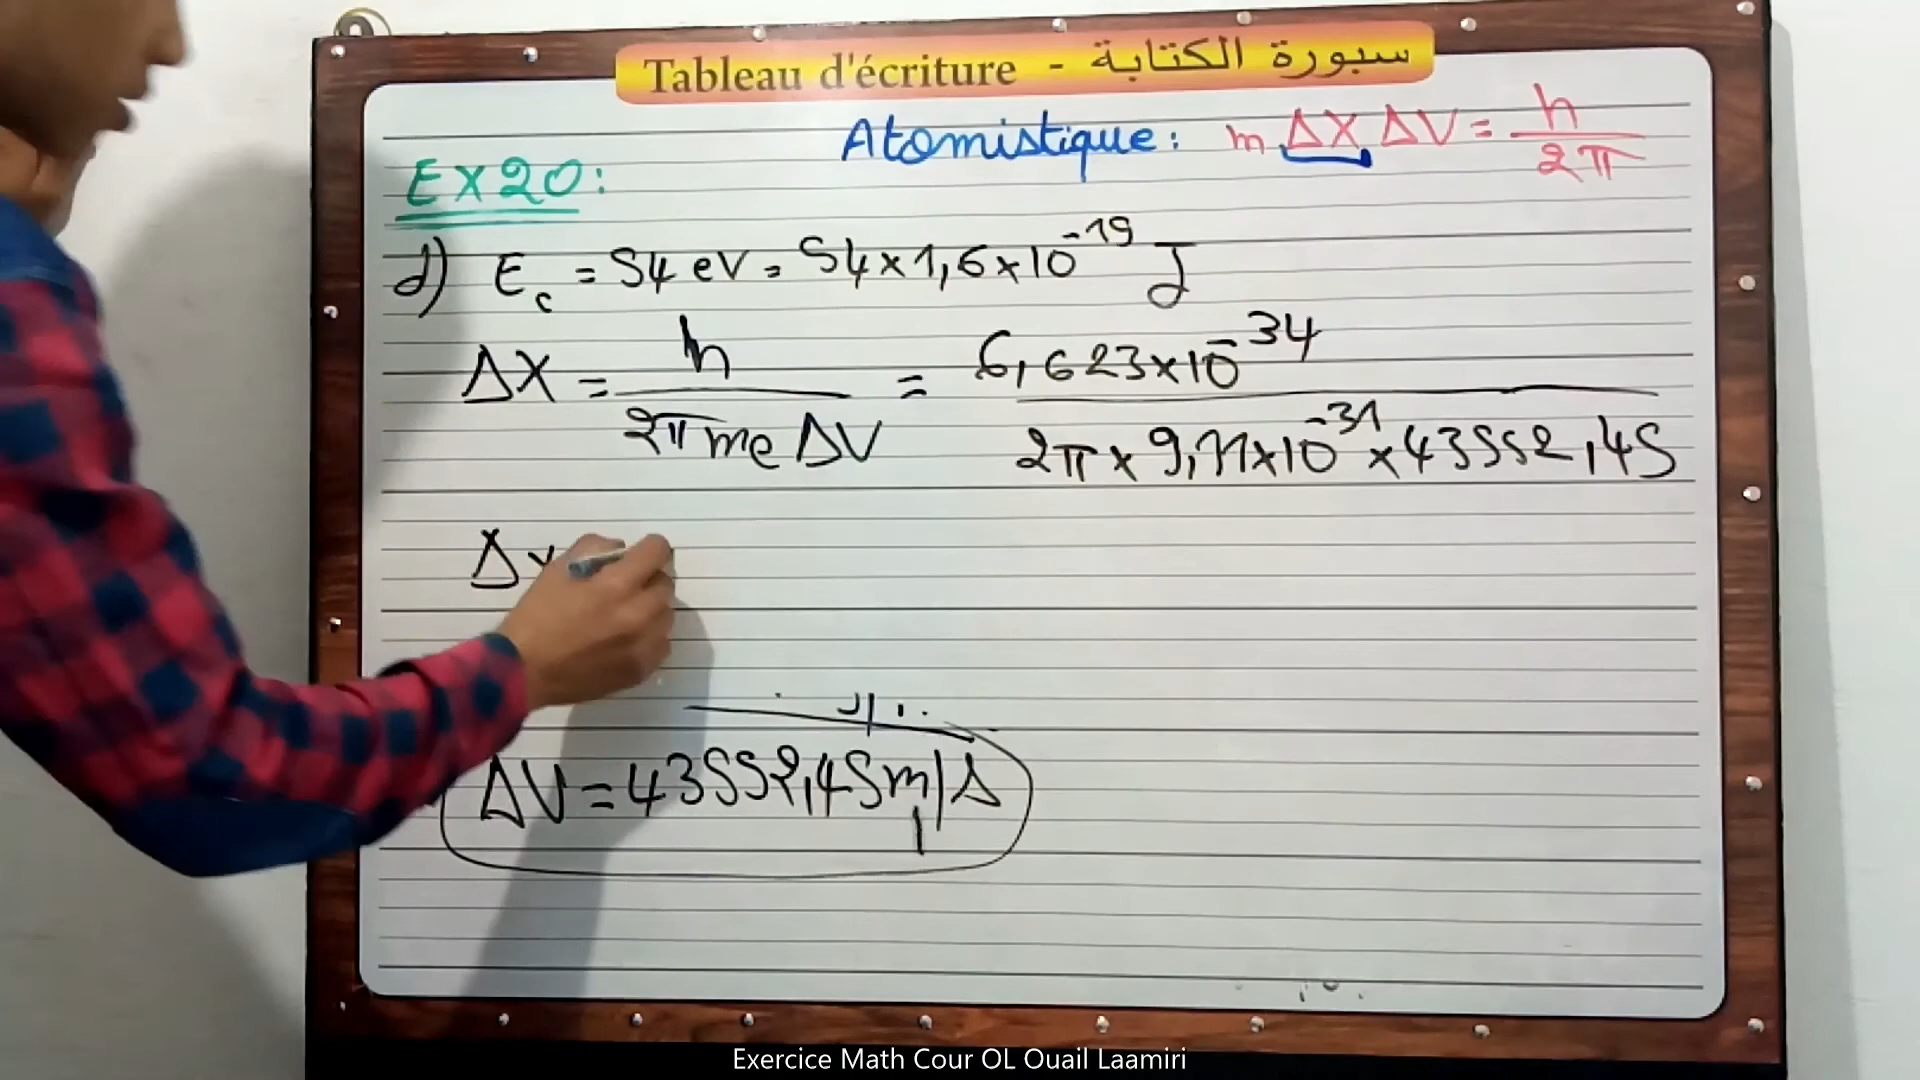 Tableau d'écriture - سبورة الكتابة
Atomistique: m ΔX ΔV = h / 2π
EX20:
d) E_c = 54 eV = 54 x 1,6 x 10^-19 J
ΔX = h / 2π me ΔV = 6,623 x 10^-34 / 2π x 9,11 x 10^-31 x 43552,45
Δx
ΔV = 43552,45 m/s
Exercice Math Cour OL Ouail Laamiri